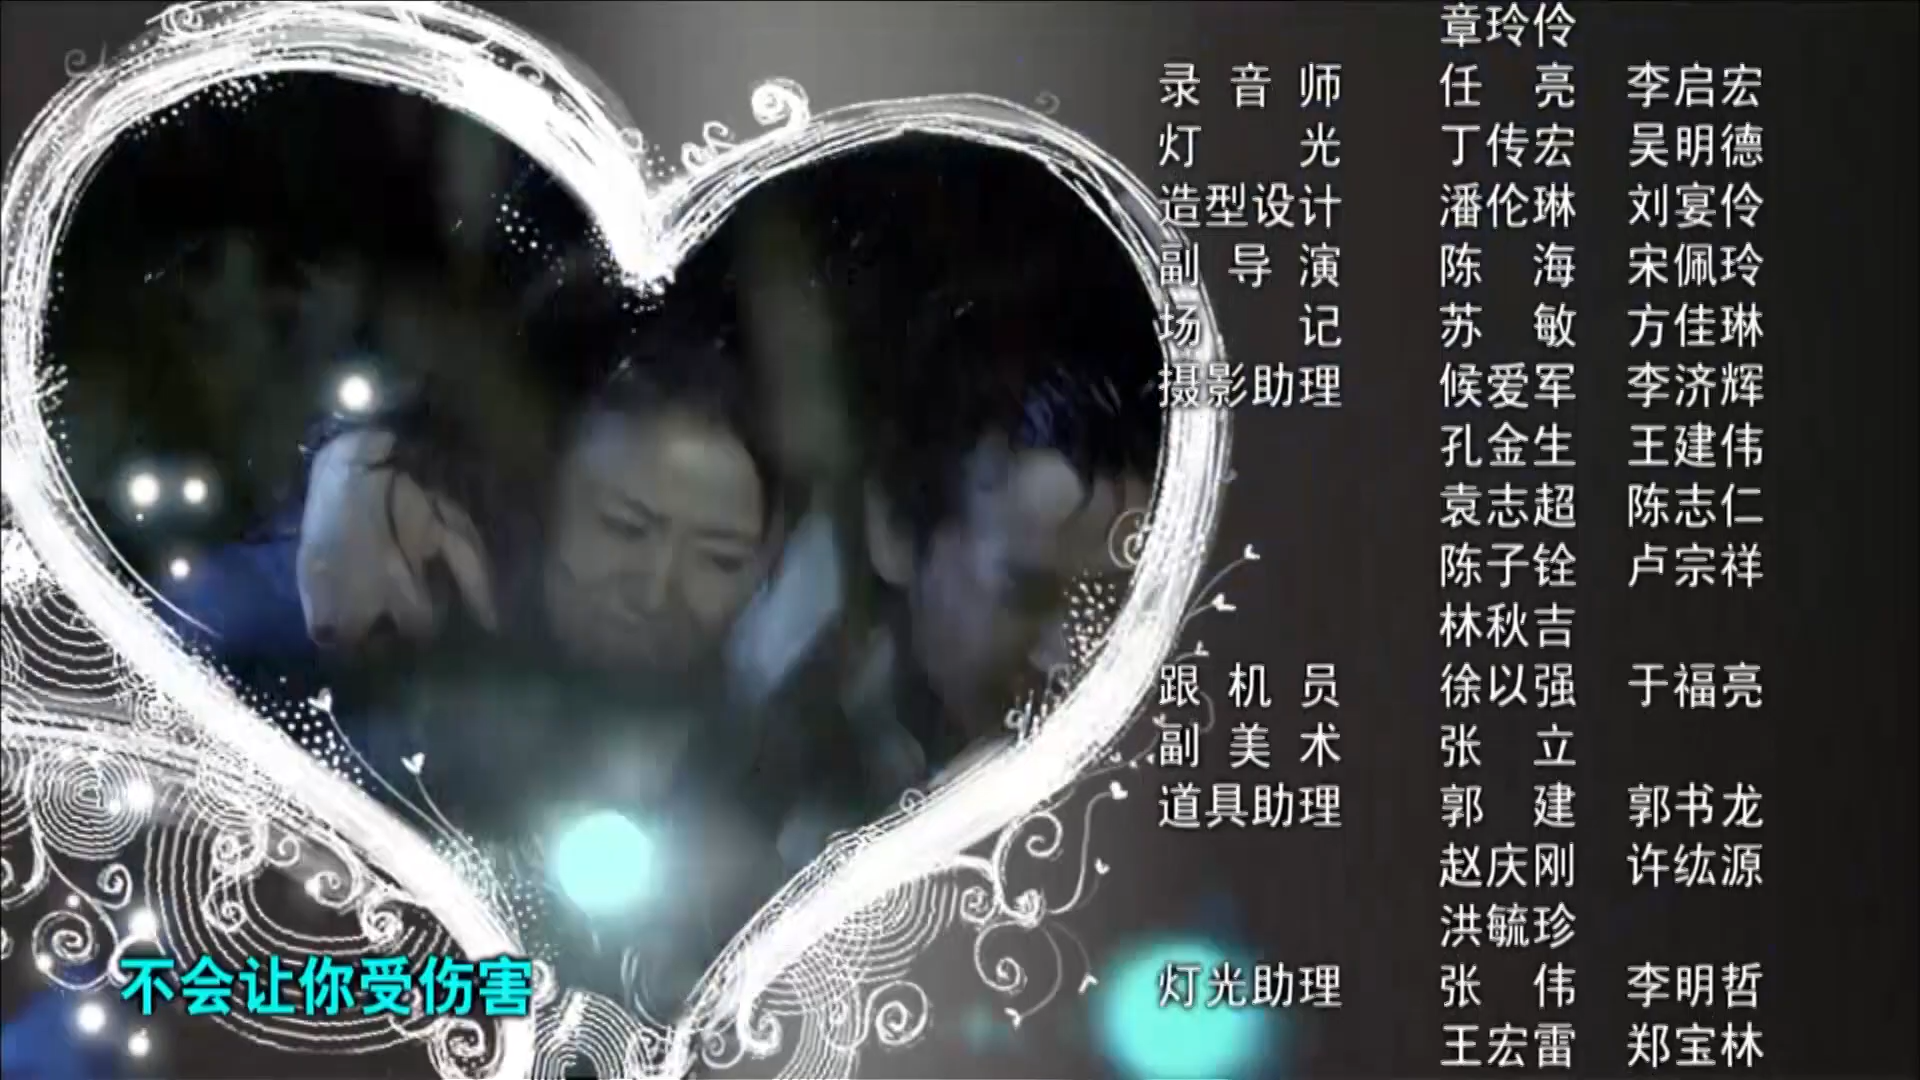 章玲伶
录音师 任亮 李启宏
灯光 丁传宏 吴明德
造型设计 潘伦琳 刘宴伶
副导演 陈海 宋佩玲
场记 苏敏 方佳琳
摄影助理 候爱军 李济辉
孔金生 王建伟
袁志超 陈志仁
陈子铨 卢宗祥
林秋吉
跟机员 徐以强 于福亮
副美术 张立
道具助理 郭建 郭书龙
赵庆刚 许纮源
洪毓珍
灯光助理 张伟 李明哲
王宏雷 郑宝林
不会让你受伤害